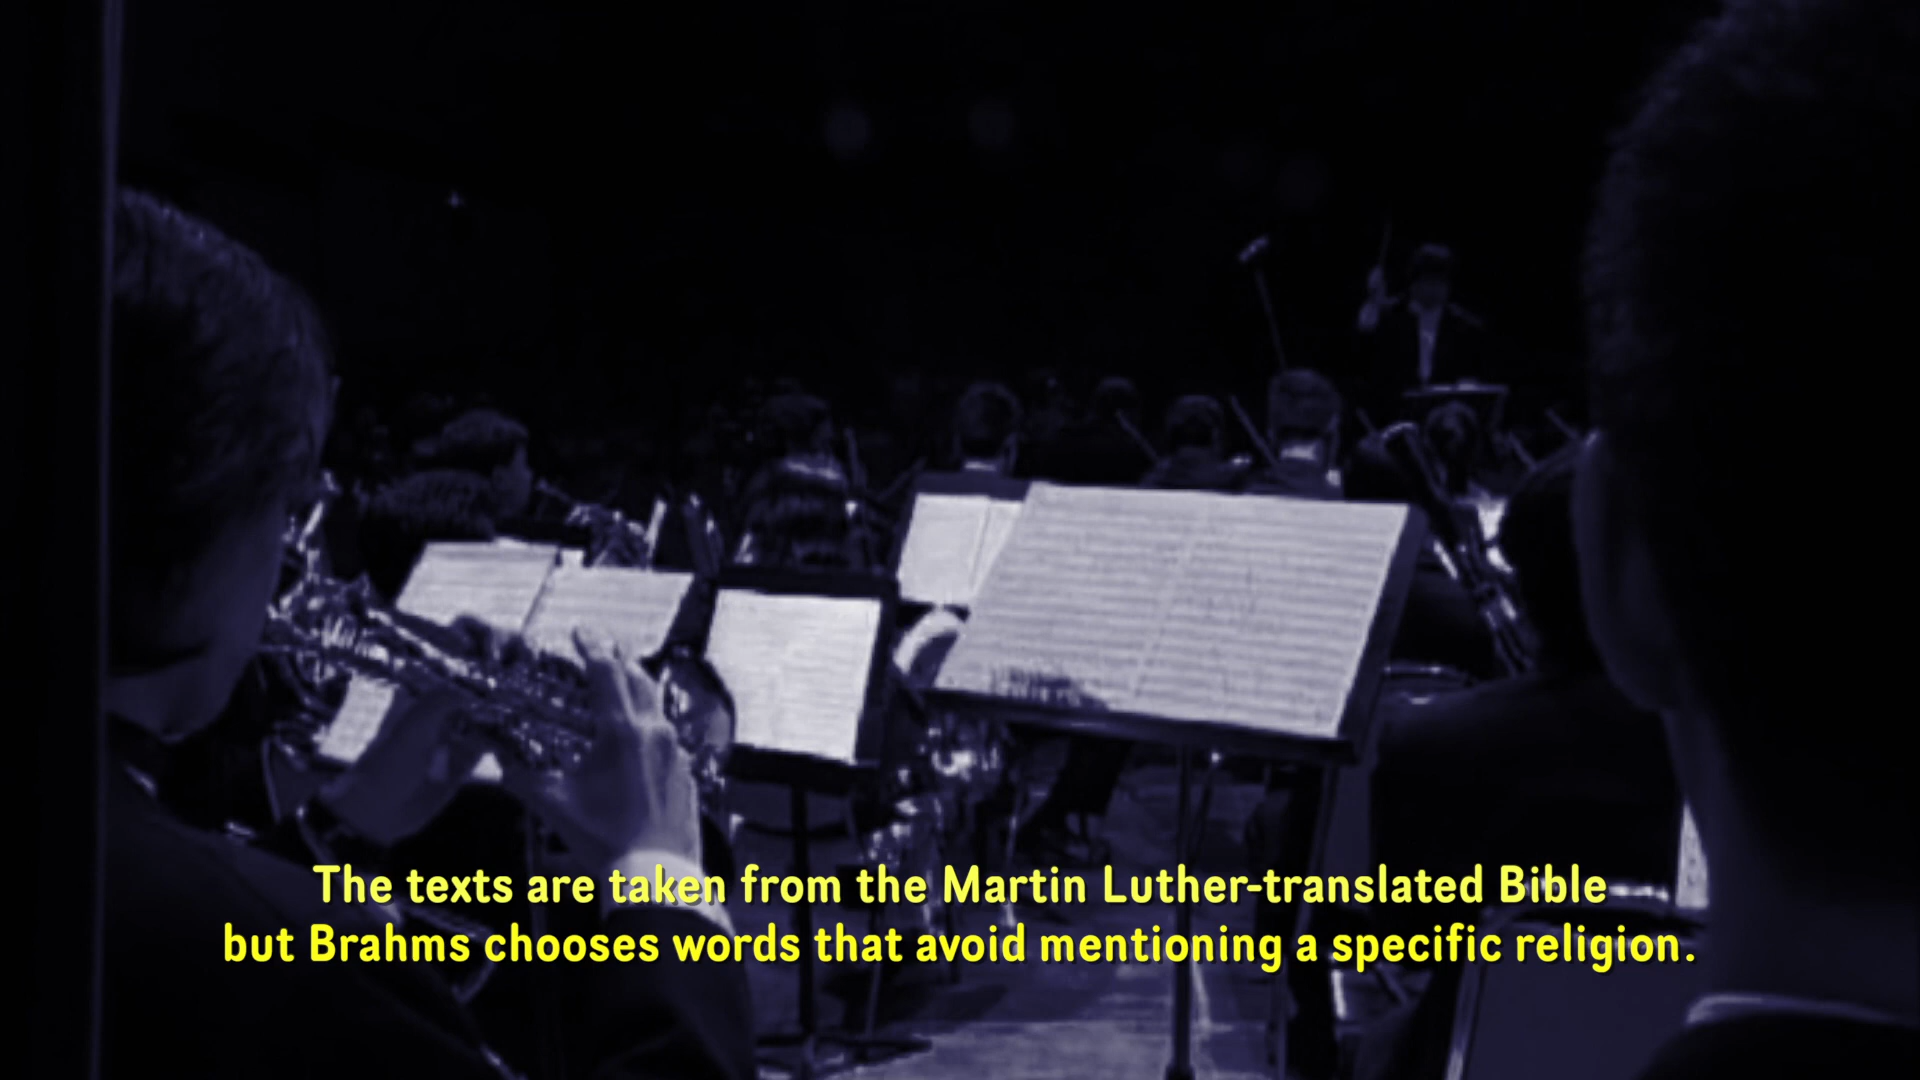 The texts are taken from the Martin Luther-translated Bible
but Brahms chooses words that avoid mentioning a specific religion.